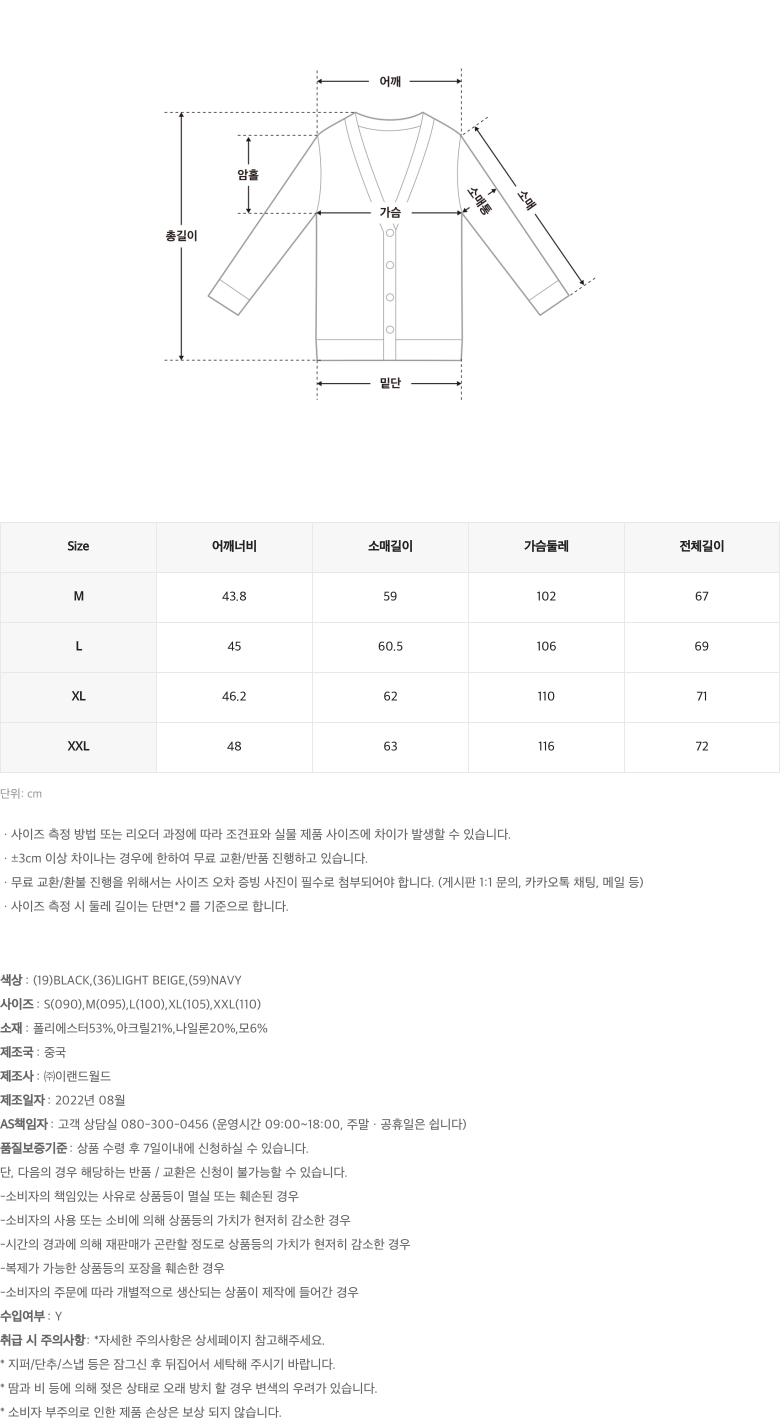 어깨
암홀
소매통
소매
가슴
총길이
밑단
Size 어깨너비 소매길이 가슴둘레 전체길이
M 43.8 59 102 67
L 45 60.5 106 69
XL 46.2 62 110 71
XXL 48 63 116 72
단위: cm
· 사이즈 측정 방법 또는 리오더 과정에 따라 조견표와 실물 제품 사이즈에 차이가 발생할 수 있습니다.
· ±3cm 이상 차이나는 경우에 한하여 무료 교환/반품 진행하고 있습니다.
· 무료 교환/환불 진행을 위해서는 사이즈 오차 증빙 사진이 필수로 첨부되어야 합니다. (게시판 1:1 문의, 카카오톡 채팅, 메일 등)
· 사이즈 측정 시 둘레 길이는 단면*2 를 기준으로 합니다.
색상 : (19)BLACK,(36)LIGHT BEIGE,(59)NAVY
사이즈 : S(090),M(095),L(100),XL(105),XXL(110)
소재 : 폴리에스터53%,아크릴21%,나일론20%,모6%
제조국 : 중국
제조사 : ㈜이랜드월드
제조일자 : 2022년 08월
AS책임자 : 고객 상담실 080-300-0456 (운영시간 09:00~18:00, 주말 · 공휴일은 쉽니다)
품질보증기준 : 상품 수령 후 7일이내에 신청하실 수 있습니다.
단, 다음의 경우 해당하는 반품 / 교환은 신청이 불가능할 수 있습니다.
-소비자의 책임있는 사유로 상품등이 멸실 또는 훼손된 경우
-소비자의 사용 또는 소비에 의해 상품등의 가치가 현저히 감소한 경우
-시간의 경과에 의해 재판매가 곤란할 정도로 상품등의 가치가 현저히 감소한 경우
-복제가 가능한 상품등의 포장을 훼손한 경우
-소비자의 주문에 따라 개별적으로 생산되는 상품이 제작에 들어간 경우
수입여부 : Y
취급 시 주의사항 : *자세한 주의사항은 상세페이지 참고해주세요.
* 지퍼/단추/스냅 등은 잠그신 후 뒤집어서 세탁해 주시기 바랍니다.
* 땀과 비 등에 의해 젖은 상태로 오래 방치 할 경우 변색의 우려가 있습니다.
* 소비자 부주의로 인한 제품 손상은 보상 되지 않습니다.